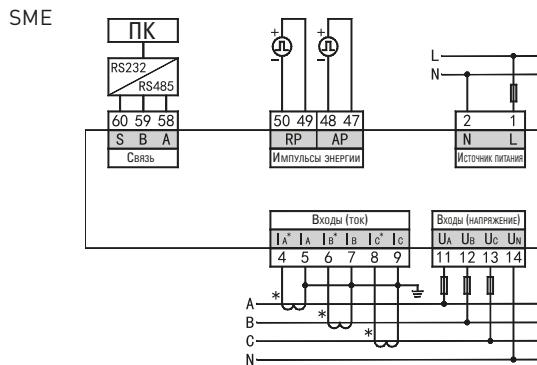 SME
ПК
RS232
RS485
60 59 58
S B A
Связь
+ −
+ −
50 49 48 47
RP AP
Импульсы энергии
L
N
2 1
N L
Источник питания
Входы (ток)
IA* IA IB* IB IC* IC
4 5 6 7 8 9
Входы (напряжение)
UA UB UC UN
11 12 13 14
* * *
A
B
C
N